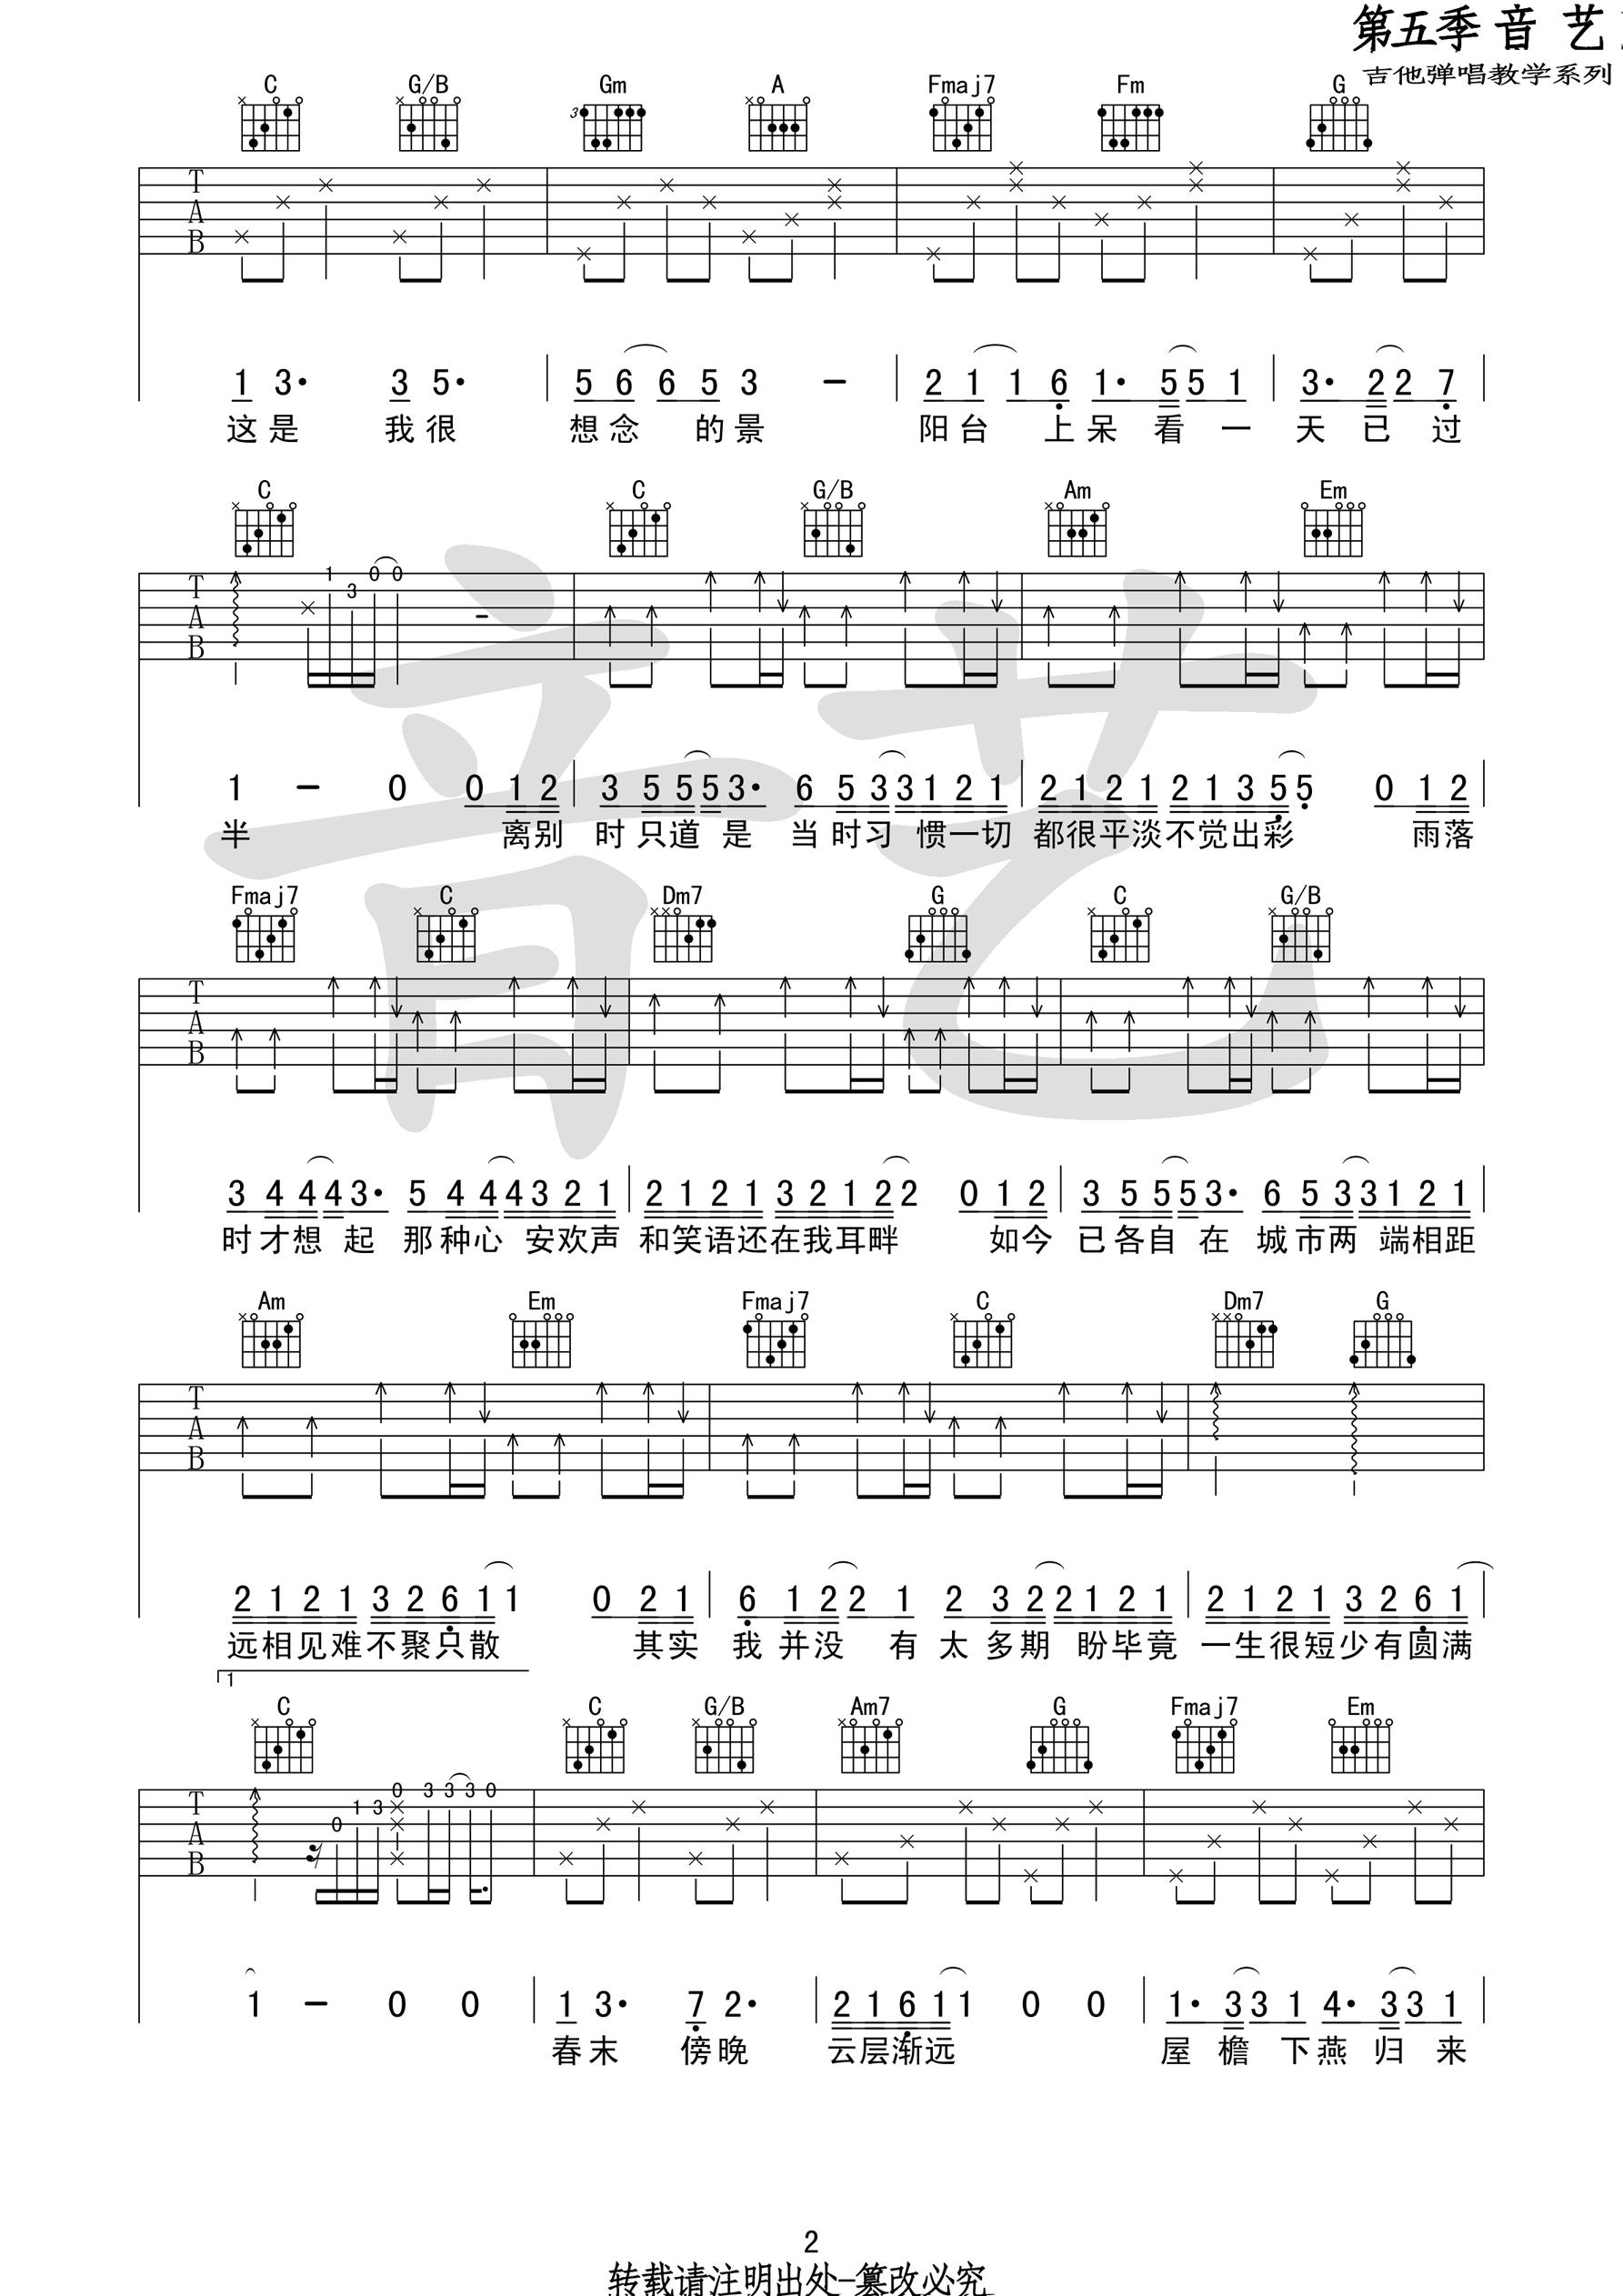 第五季 音 艺
吉他弹唱教学系列
C G/B Gm A Fmaj7 Fm G
3
T
A
B
1 3· 3 5· 5 6 6 5 3 – 2 1 1 6 1· 5 5 1 3· 2 2 7
这是 我很 想念 的景 阳台 上呆 看 一 天 已 过
C C G/B Am Em
T 1 3 0 0
A
B
1 – 0 0 1 2 3 5 5 5 3· 6 5 3 3 1 2 1 2 1 2 1 2 1 3 5 5 0 1 2
半 离别 时 只道 是 当 时习 惯一切 都很平淡不觉出彩 雨落
Fmaj7 C Dm7 G C G/B
T
A
B
3 4 4 4 3· 5 4 4 4 3 2 1 2 1 2 1 3 2 1 2 2 0 1 2 3 5 5 5 3· 6 5 3 3 1 2 1
时才想 起 那种心 安欢声 和笑语还在我耳畔 如今 已各自 在 城市两 端相距
Am Em Fmaj7 C Dm7 G
T
A
B
2 1 2 1 3 2 6 1 1 0 2 1 6 1 2 2 1 2 3 2 2 1 2 1 2 1 2 1 3 2 6 1
远相见难不聚只散 其实 我 并没 有 太 多期 盼毕竟 一生很短少有圆满
1
C C G/B Am7 G Fmaj7 Em
T 0 1 3 0 3 3 3 0
A
B
1 – 0 0 1 3· 7 2· 2 1 6 1 1 0 0 1· 3 3 1 4· 3 3 1
春末 傍晚 云层渐远 屋 檐 下燕 归 来
2
转载请注明出处-篡改必究
音艺